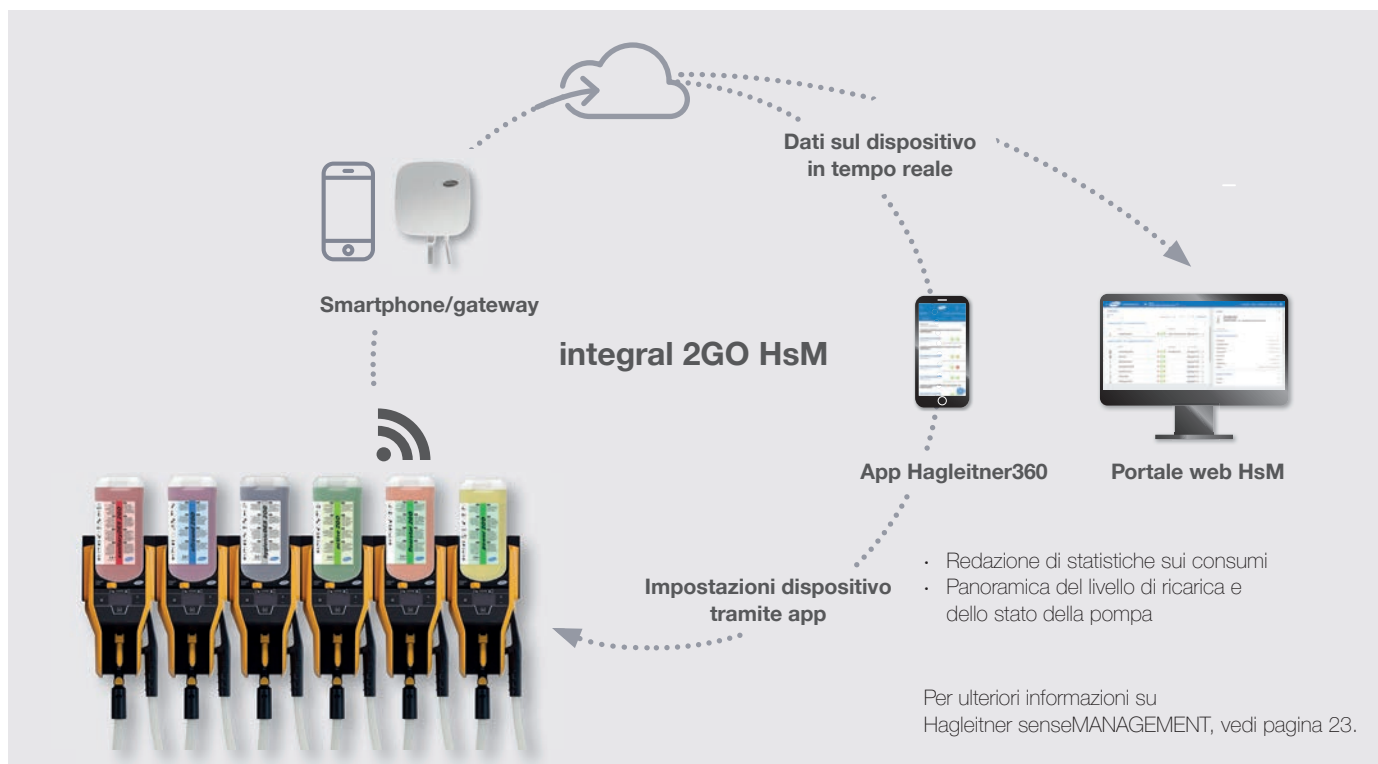 Dati sul dispositivo
in tempo reale
Smartphone/gateway
integral 2GO HsM
App Hagleitner360
Portale web HsM
Impostazioni dispositivo
tramite app
· Redazione di statistiche sui consumi
· Panoramica del livello di ricarica e
dello stato della pompa
Per ulteriori informazioni su
Hagleitner senseMANAGEMENT, vedi pagina 23.